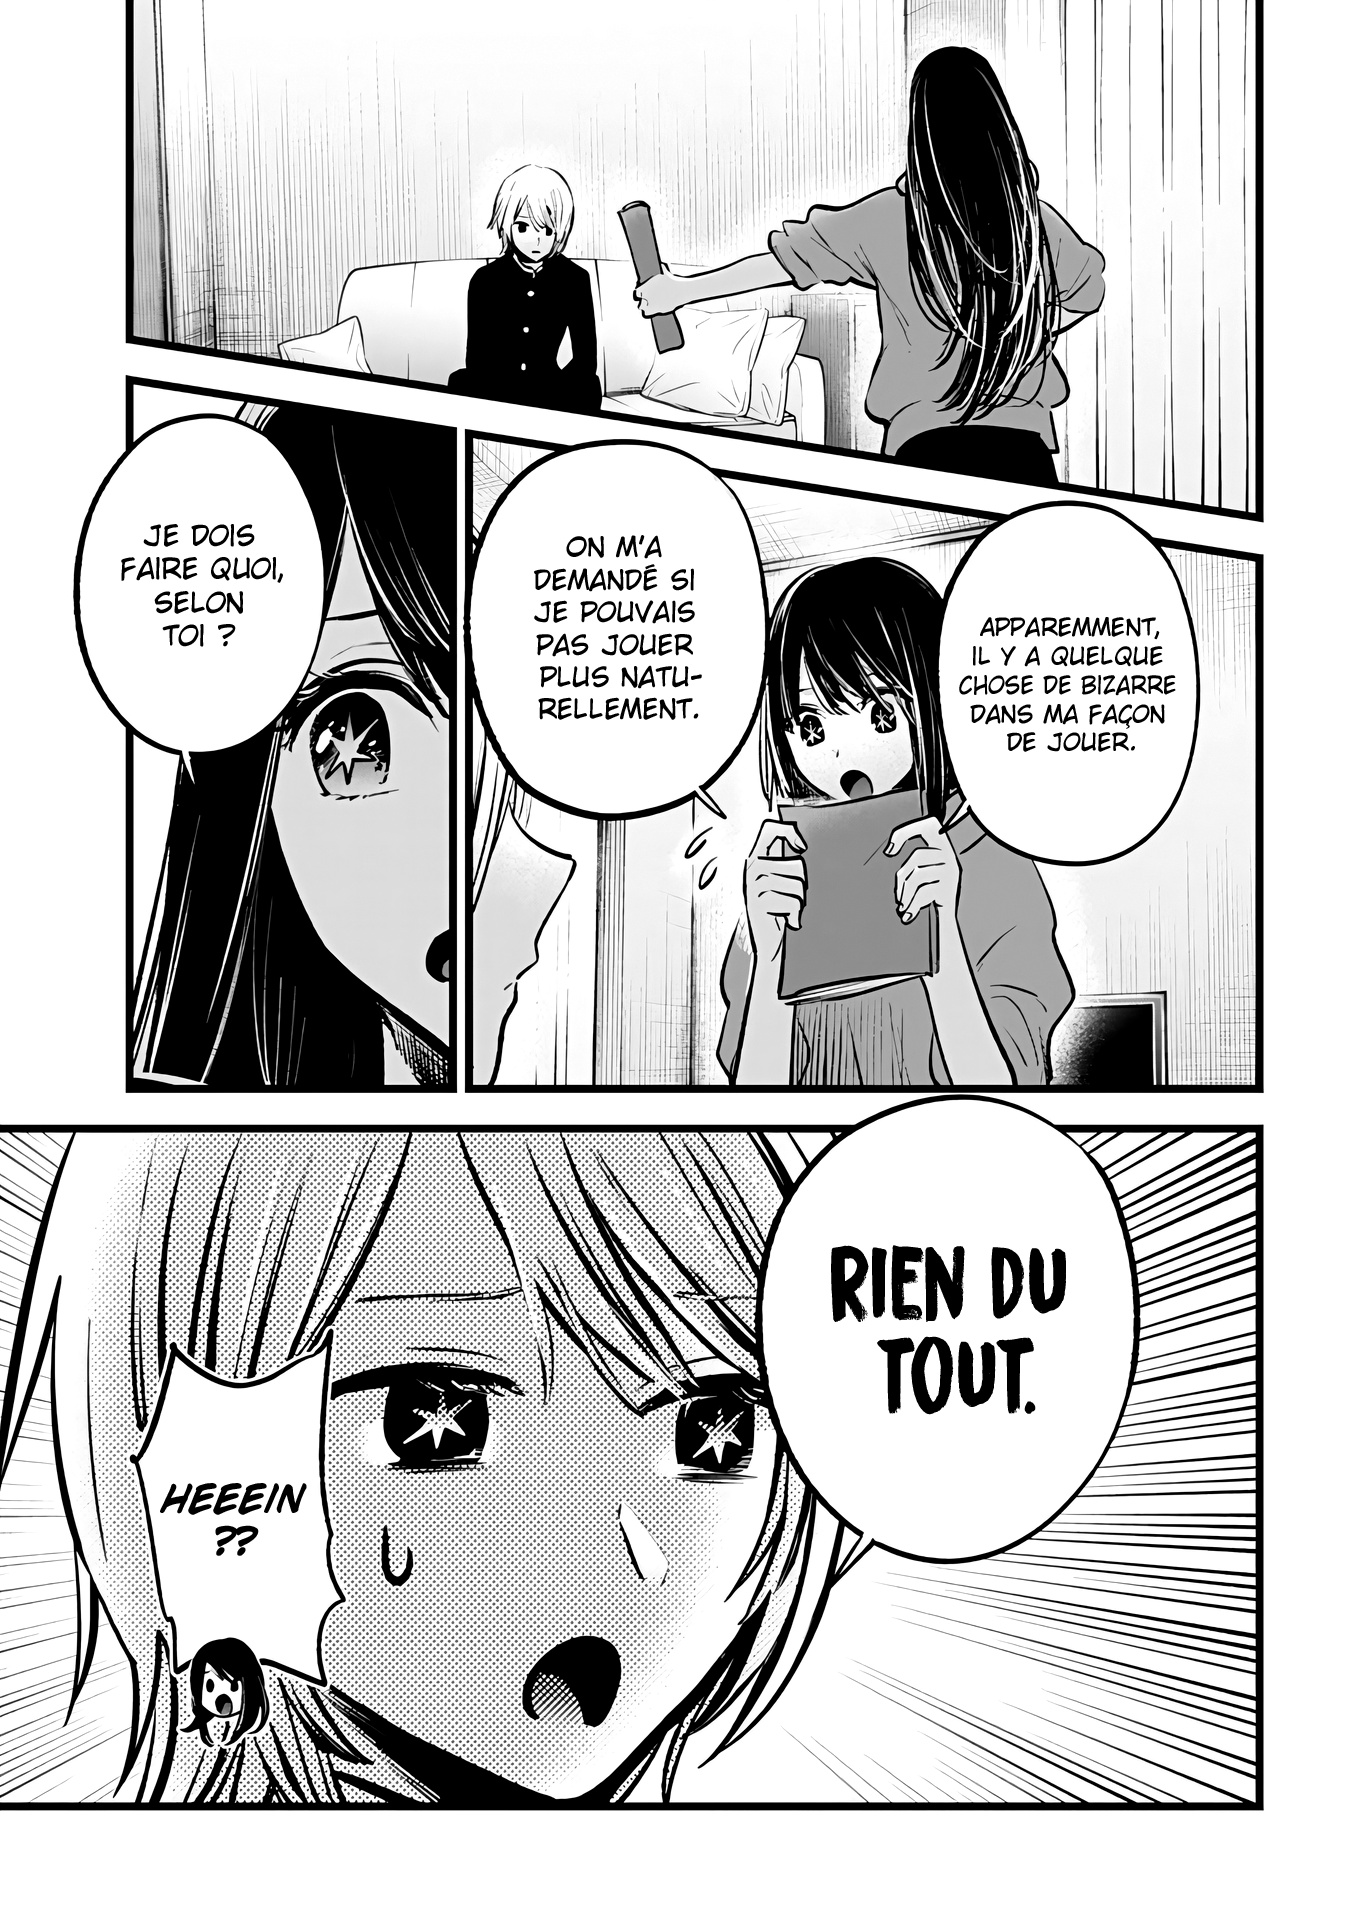 APPAREMMENT,
IL Y A QUELQUE
CHOSE DE BIZARRE
DANS MA FAÇON
DE JOUER.
ON M'A
DEMANDÉ SI
JE POUVAIS
PAS JOUER
PLUS NATU-
RELLEMENT.
JE DOIS
FAIRE QUOI,
SELON
TOI ?
RIEN DU
TOUT.
HEEEIN
??